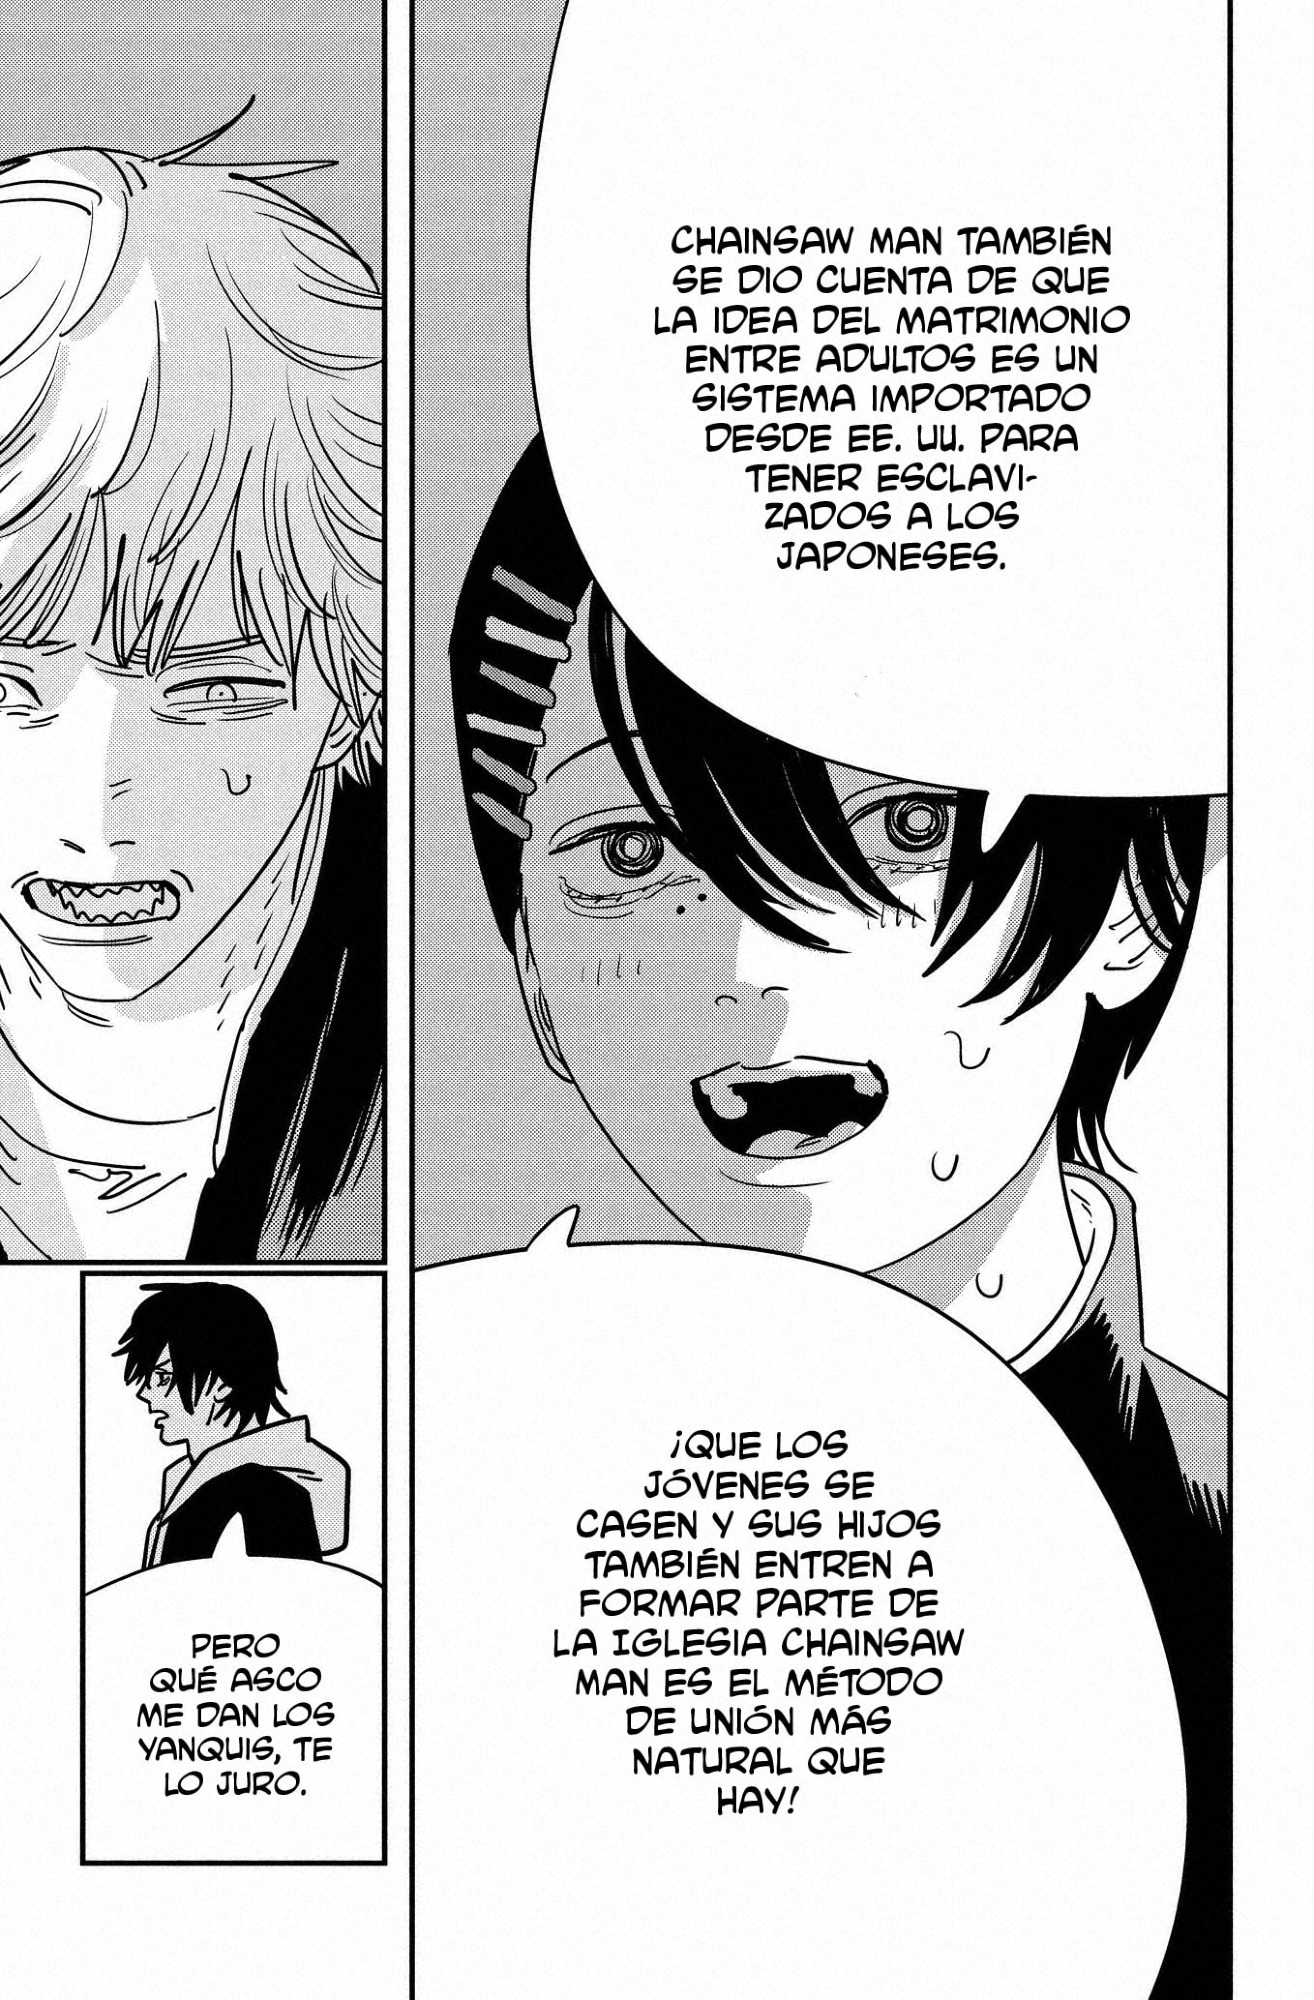 CHAINSAW MAN TAMBIÉN
SE DIO CUENTA DE QUE
LA IDEA DEL MATRIMONIO
ENTRE ADULTOS ES UN
SISTEMA IMPORTADO
DESDE EE. UU. PARA
TENER ESCLAVI-
ZADOS A LOS
JAPONESES.
¡QUE LOS
JÓVENES SE
CASEN Y SUS HIJOS
TAMBIÉN ENTREN A
FORMAR PARTE DE
LA IGLESIA CHAINSAW
MAN ES EL MÉTODO
DE UNIÓN MÁS
NATURAL QUE
HAY!
PERO
QUÉ ASCO
ME DAN LOS
YANQUIS, TE
LO JURO.